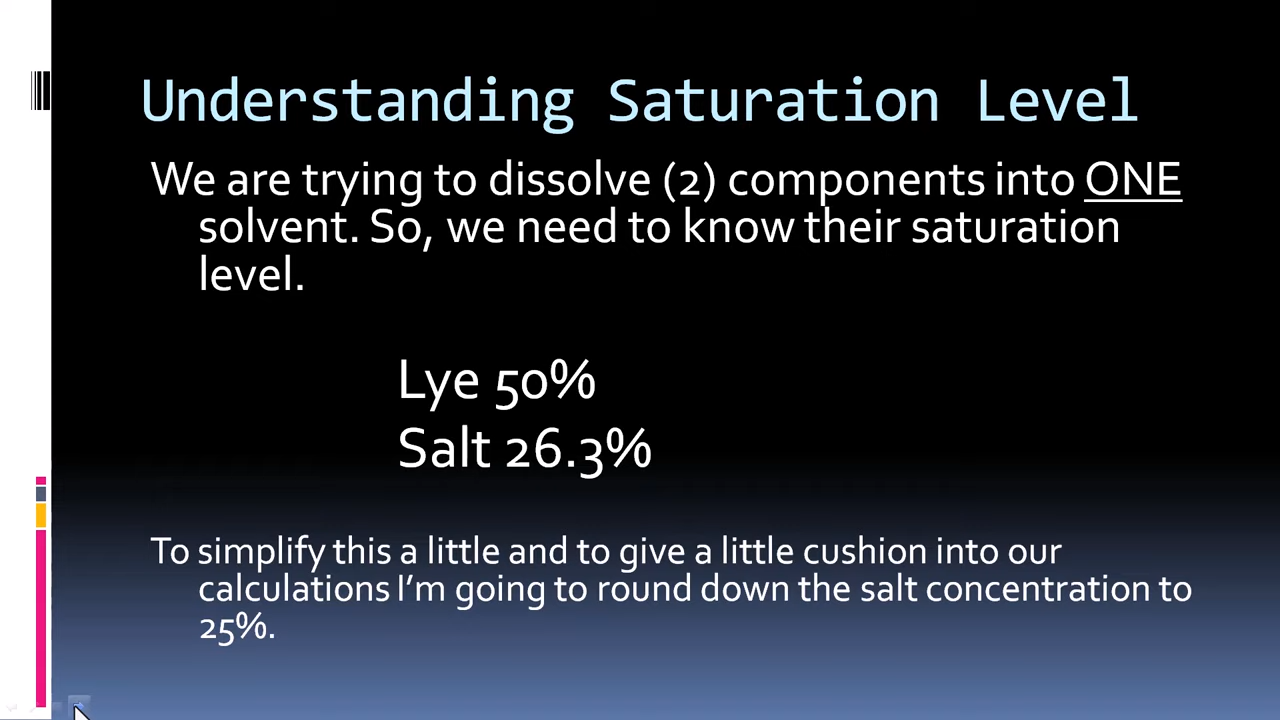 Understanding Saturation Level
We are trying to dissolve (2) components into ONE
solvent. So, we need to know their saturation
level.
Lye 50%
Salt 26.3%
To simplify this a little and to give a little cushion into our
calculations I’m going to round down the salt concentration to
25%.